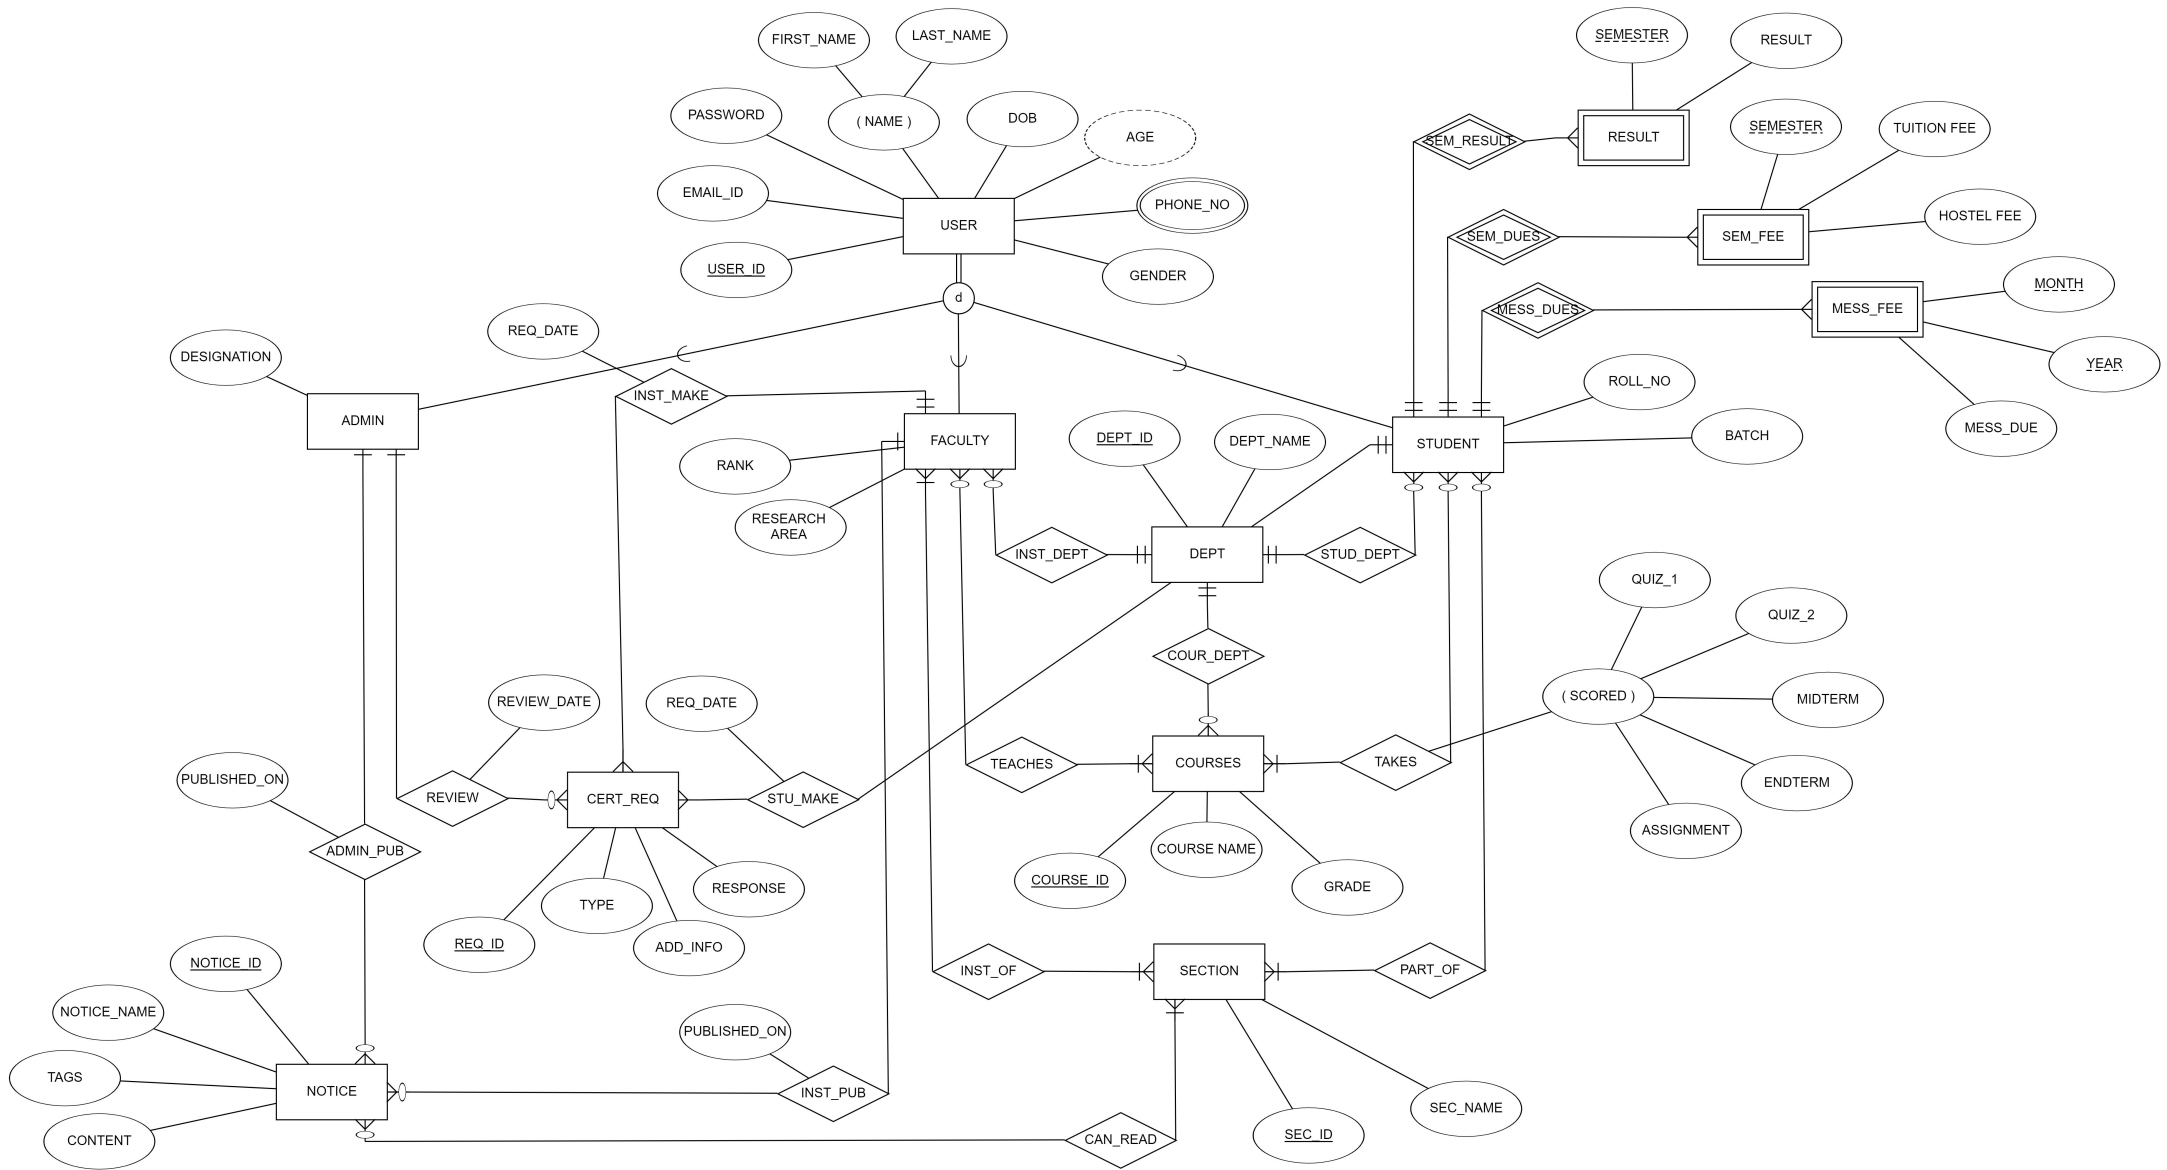 FIRST_NAME
LAST_NAME
SEMESTER
RESULT
PASSWORD
( NAME )
DOB
AGE
SEM_RESULT
RESULT
SEMESTER
TUITION FEE
EMAIL_ID
PHONE_NO
USER
SEM_DUES
SEM_FEE
HOSTEL FEE
USER_ID
GENDER
d
MESS_DUES
MESS_FEE
MONTH
REQ_DATE
DESIGNATION
YEAR
INST_MAKE
ROLL_NO
ADMIN
FACULTY
DEPT_ID
DEPT_NAME
STUDENT
BATCH
MESS_DUE
RANK
RESEARCH
AREA
INST_DEPT
DEPT
STUD_DEPT
QUIZ_1
QUIZ_2
COUR_DEPT
REVIEW_DATE
REQ_DATE
( SCORED )
MIDTERM
PUBLISHED_ON
REVIEW
CERT_REQ
STU_MAKE
TEACHES
COURSES
TAKES
ENDTERM
ADMIN_PUB
COURSE NAME
ASSIGNMENT
RESPONSE
COURSE_ID
GRADE
TYPE
REQ_ID
ADD_INFO
NOTICE_ID
INST_OF
SECTION
PART_OF
NOTICE_NAME
PUBLISHED_ON
TAGS
NOTICE
INST_PUB
SEC_NAME
CONTENT
CAN_READ
SEC_ID